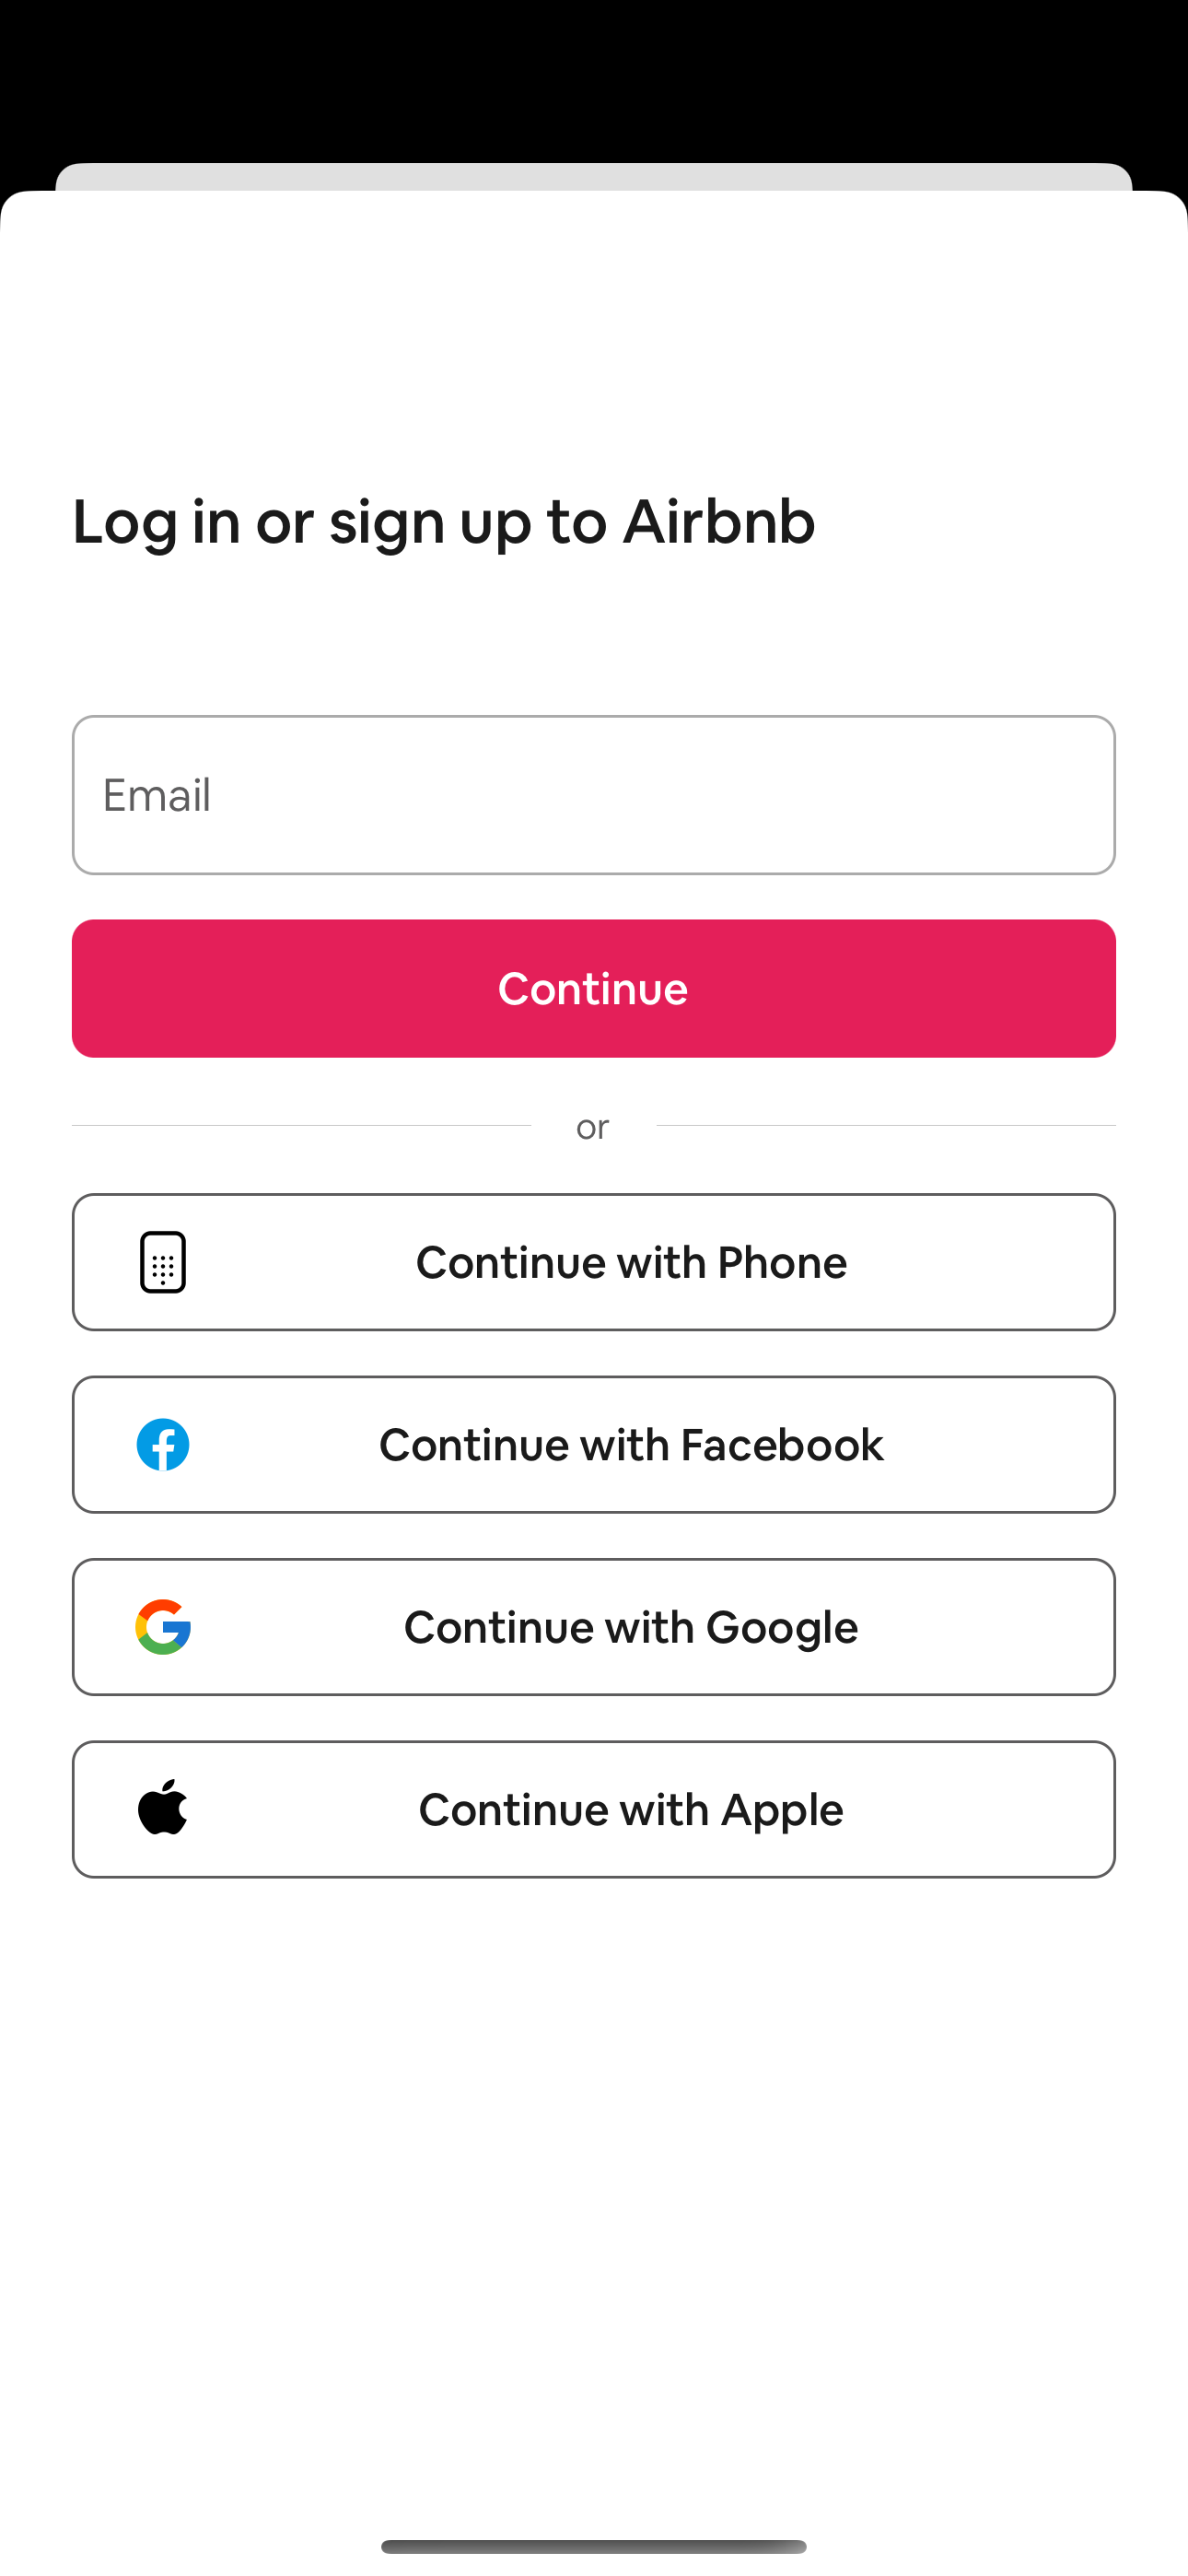 Log in or sign up to Airbnb
Email
Continue
or
Continue with Phone
Continue with Facebook
Continue with Google
Continue with Apple